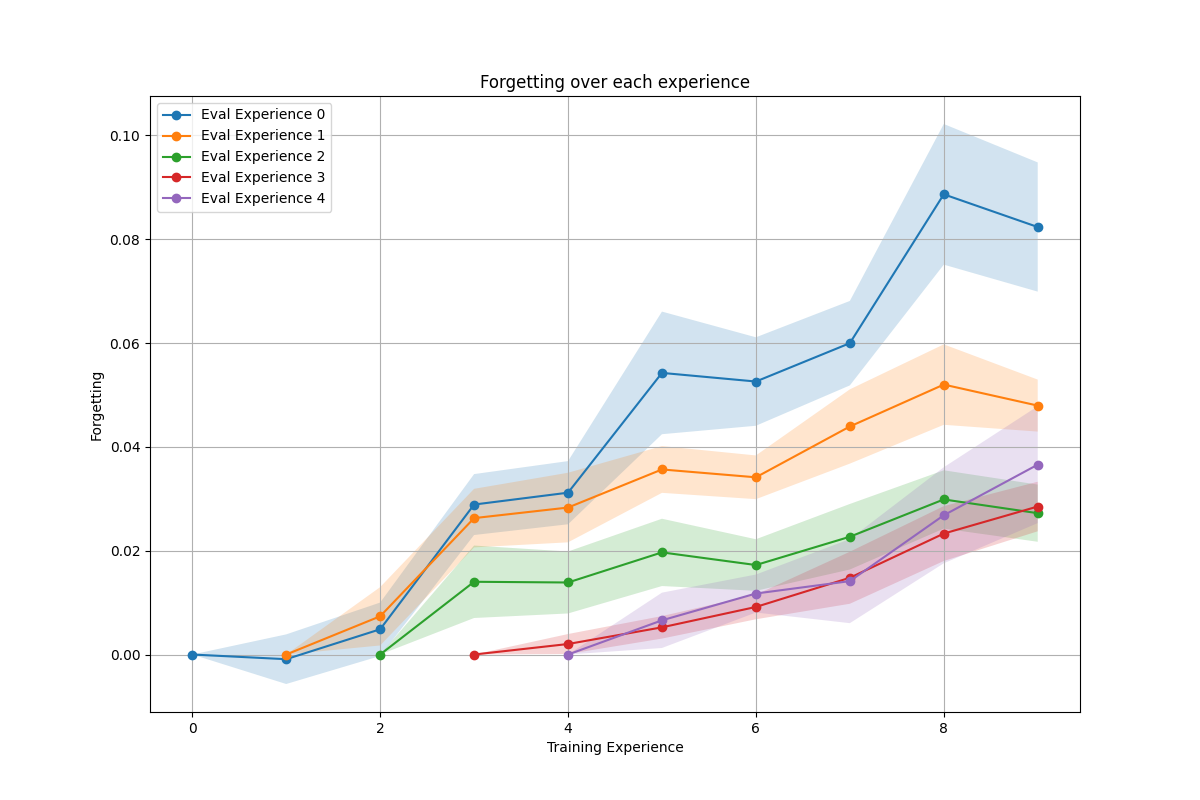 Forgetting over each experience
Eval Experience 0
Eval Experience 1
Eval Experience 2
Eval Experience 3
Eval Experience 4
0.10
0.08
0.06
0.04
0.02
0.00
Forgetting
0 2 4 6 8
Training Experience